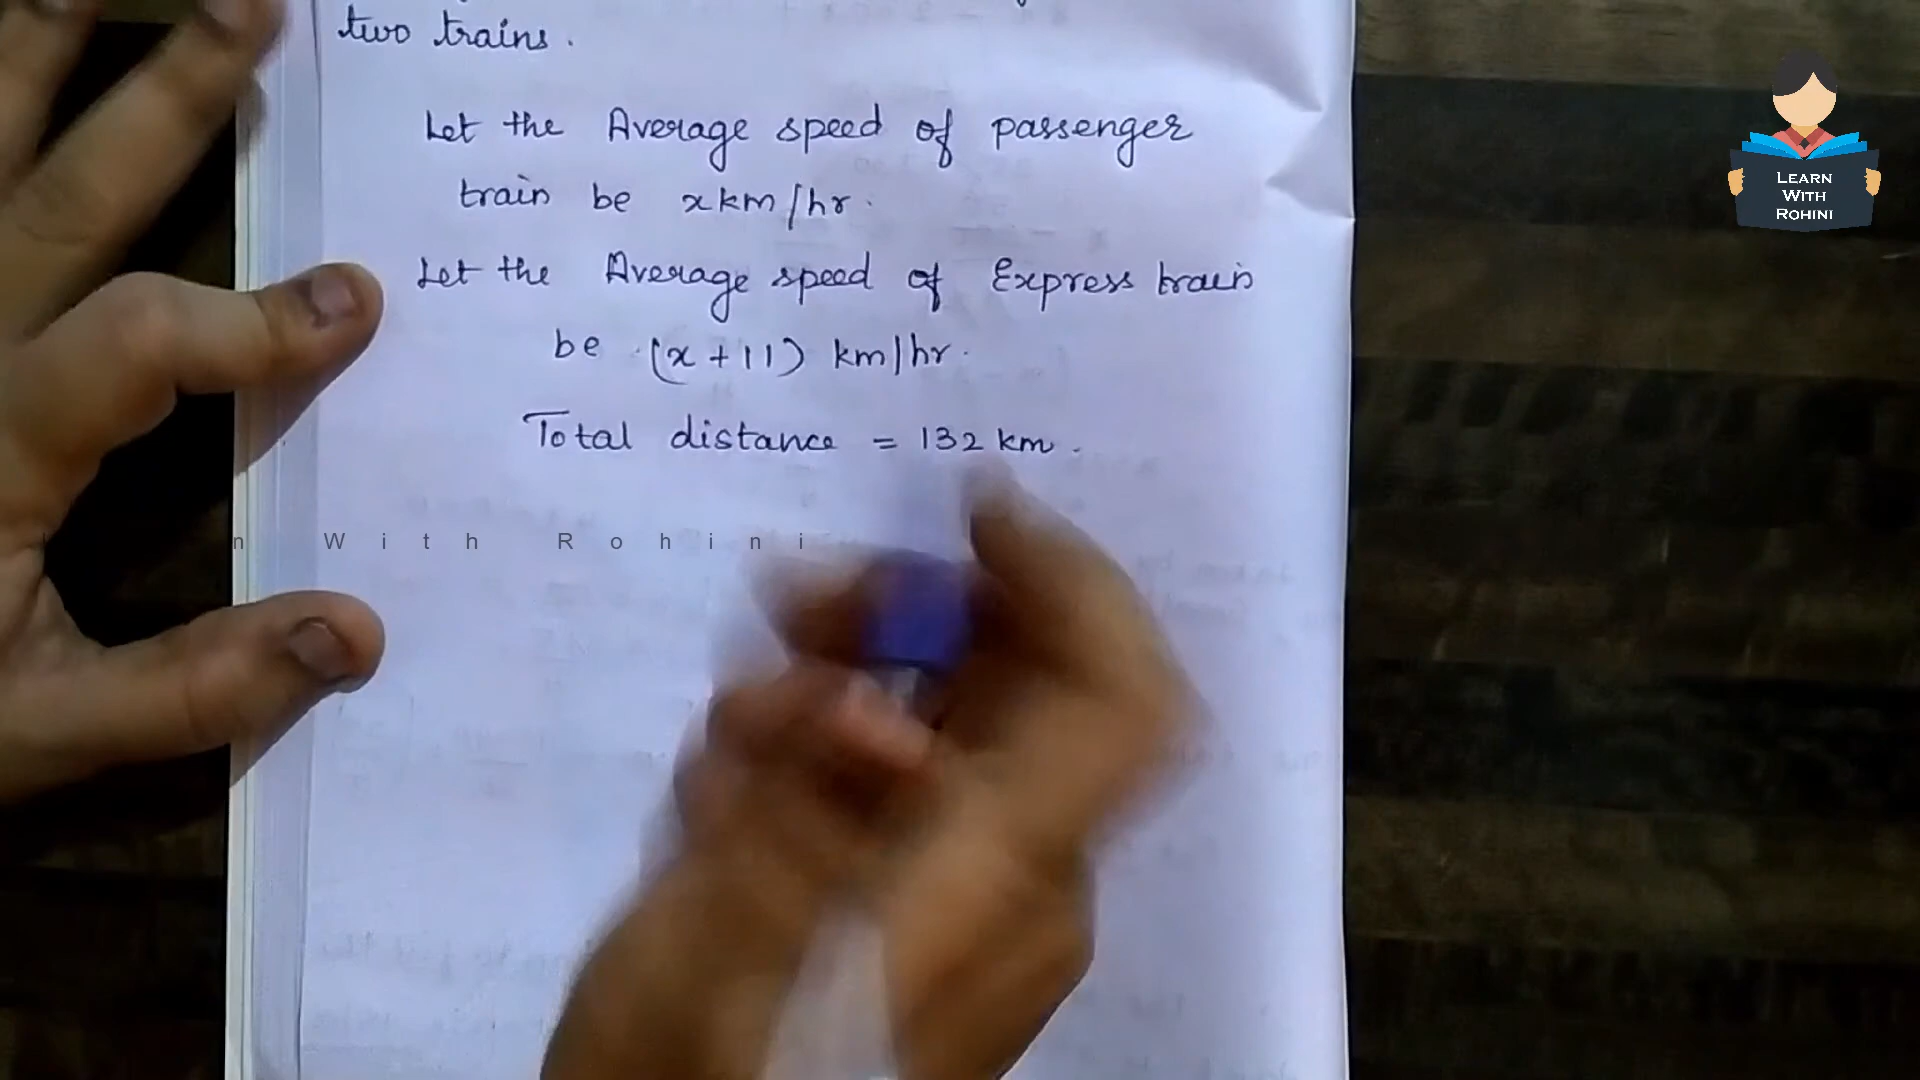 two trains.
Let the Average speed of passenger
train be x km/hr.
Let the Average speed of Express train
be (x+11) km/hr.
Total distance = 132 km.
n With Rohini
LEARN
WITH
ROHINI